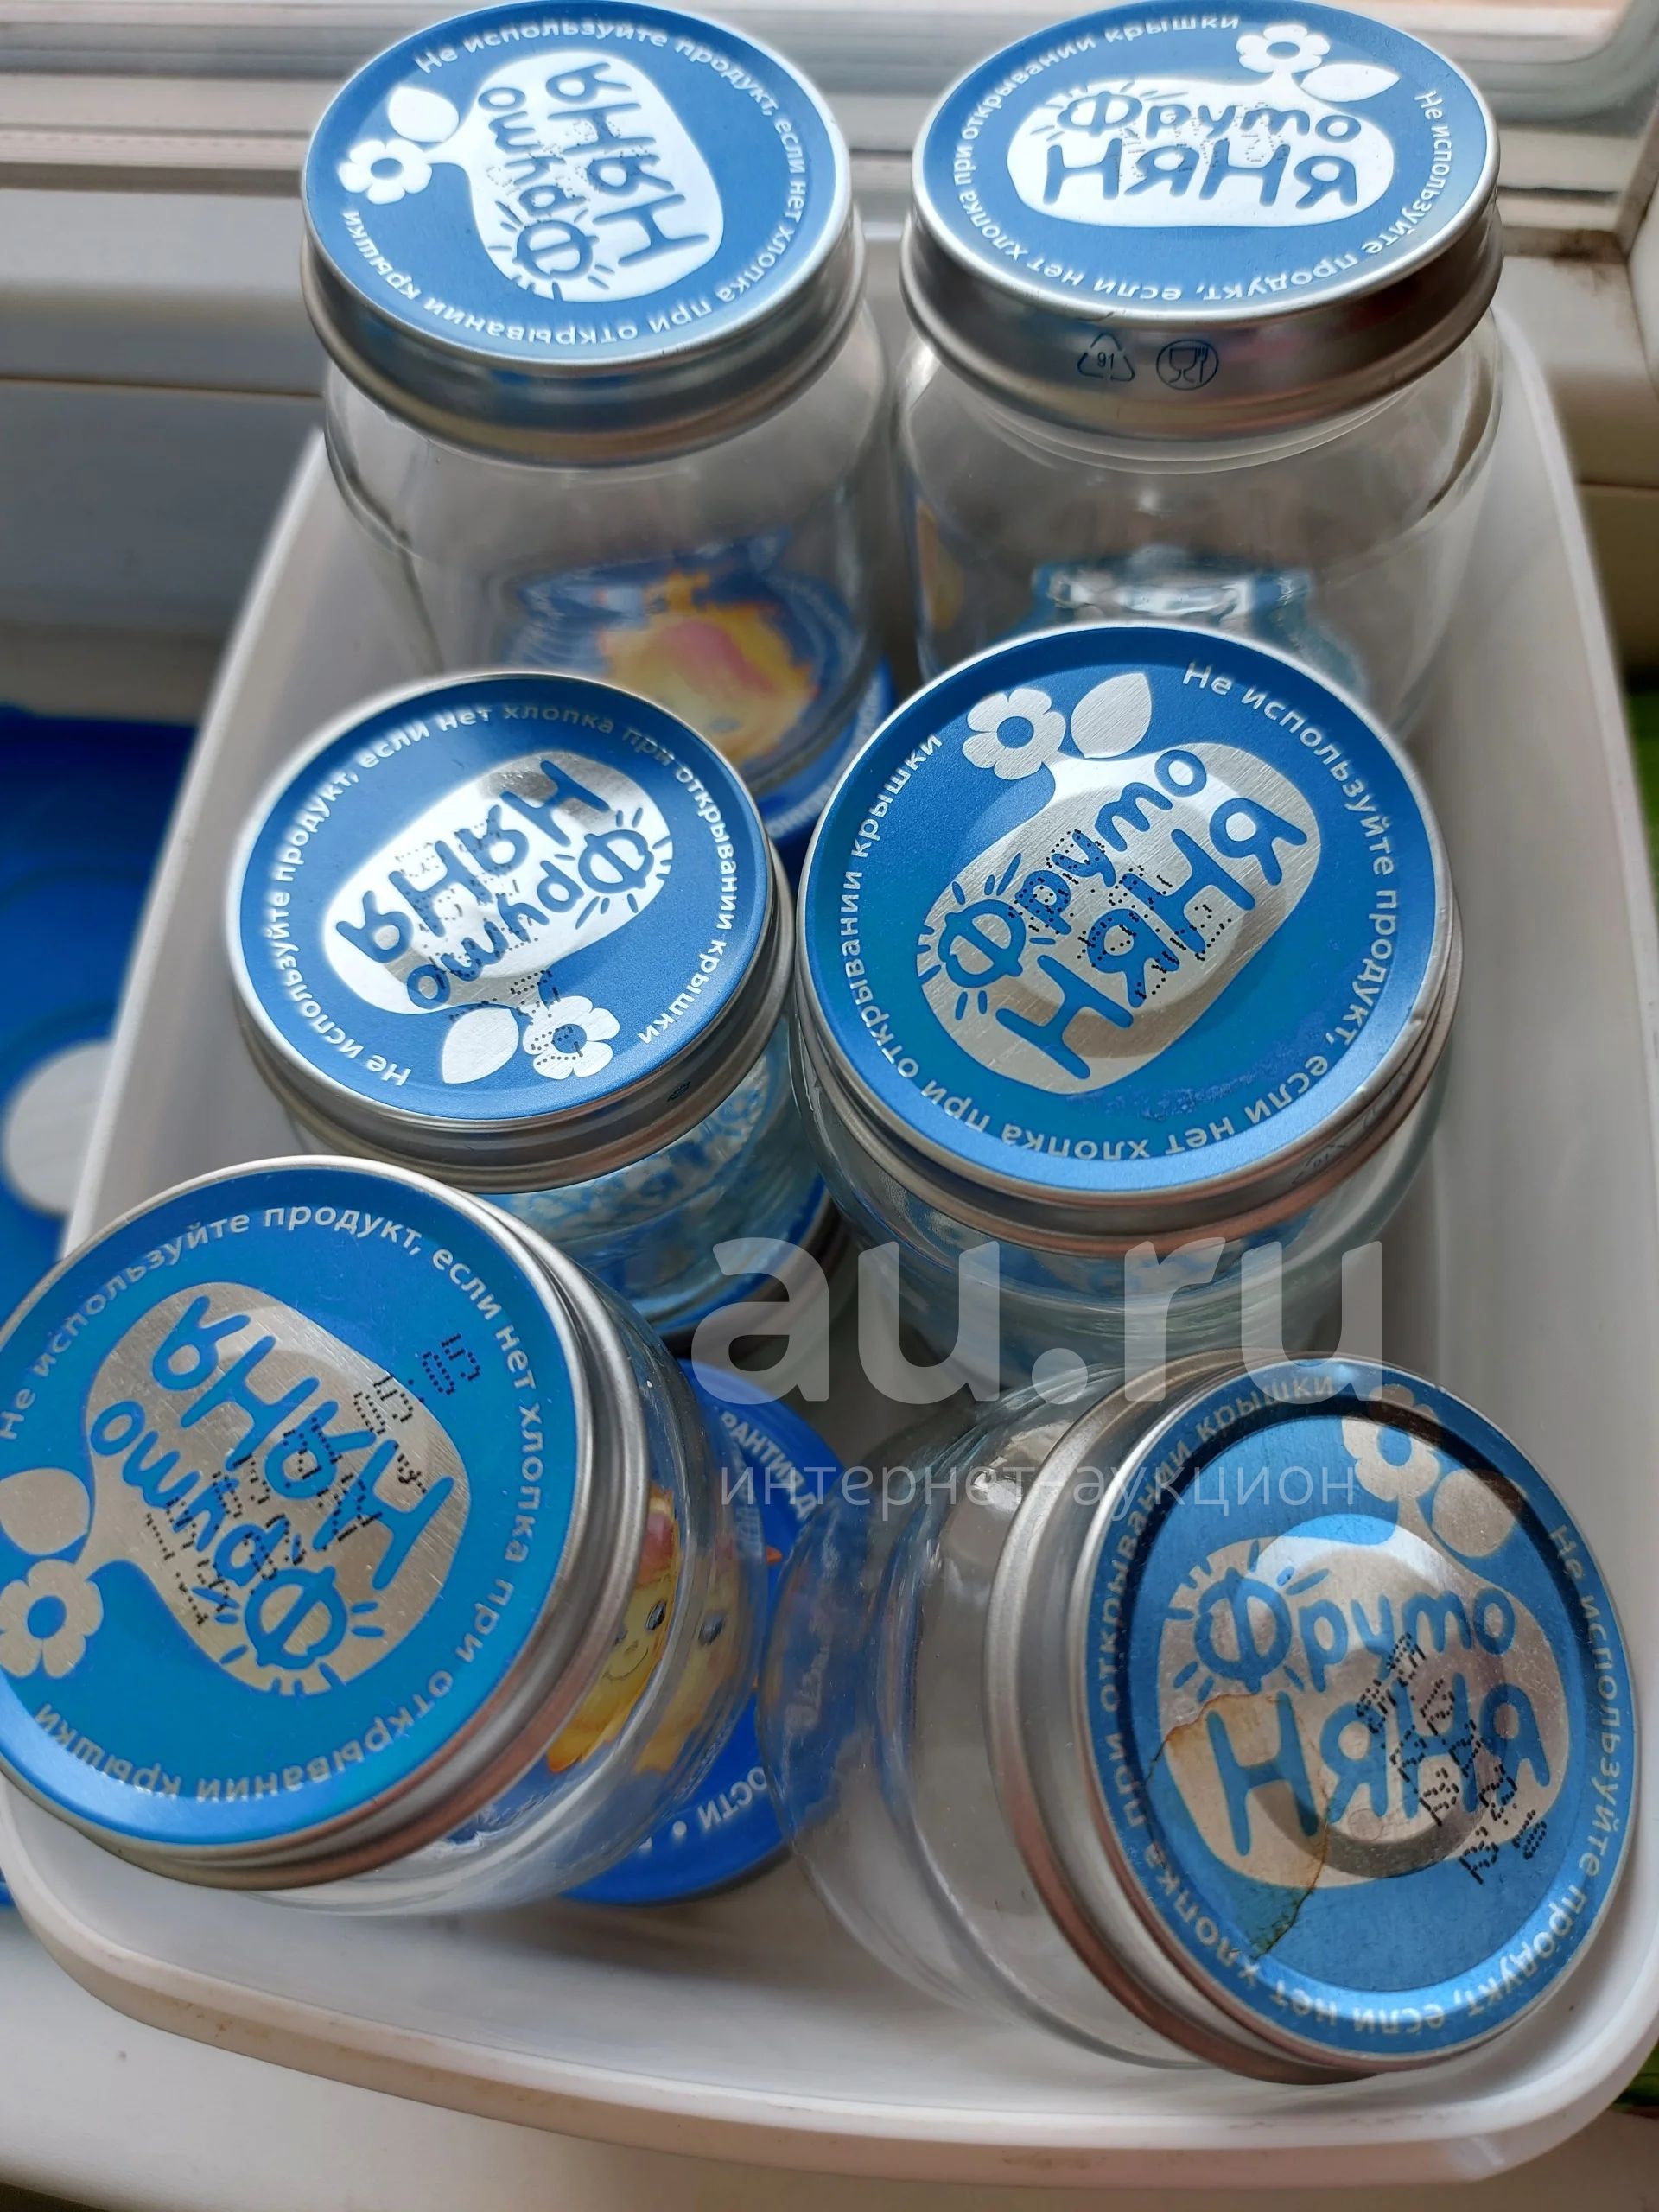 Не используйте продукт, если нет хлопка при открывании крышки
Фруто
НЯНЯ
Не используйте продукт, если нет хлопка при открывании крышки
Фруто
НЯНЯ
91
Не используйте продукт, если нет хлопка при открывании крышки
Фруто
НЯНЯ
Не используйте продукт, если нет хлопка при открывании крышки
Фруто
НЯНЯ
au.ru
интернет-аукцион
Не используйте продукт, если нет хлопка при открывании крышки
Фруто
НЯНЯ
Не используйте продукт, если нет хлопка при открывании крышки
Фруто
НЯНЯ